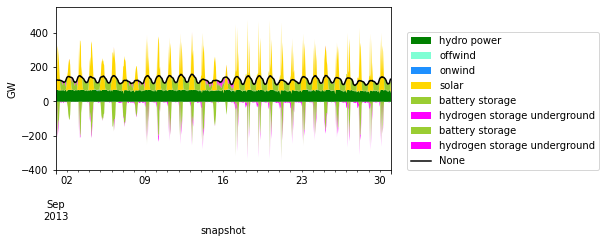 400
200
0
−200
−400
GW
02
09
16
23
30
Sep
2013
snapshot
hydro power
offwind
onwind
solar
battery storage
hydrogen storage underground
battery storage
hydrogen storage underground
None